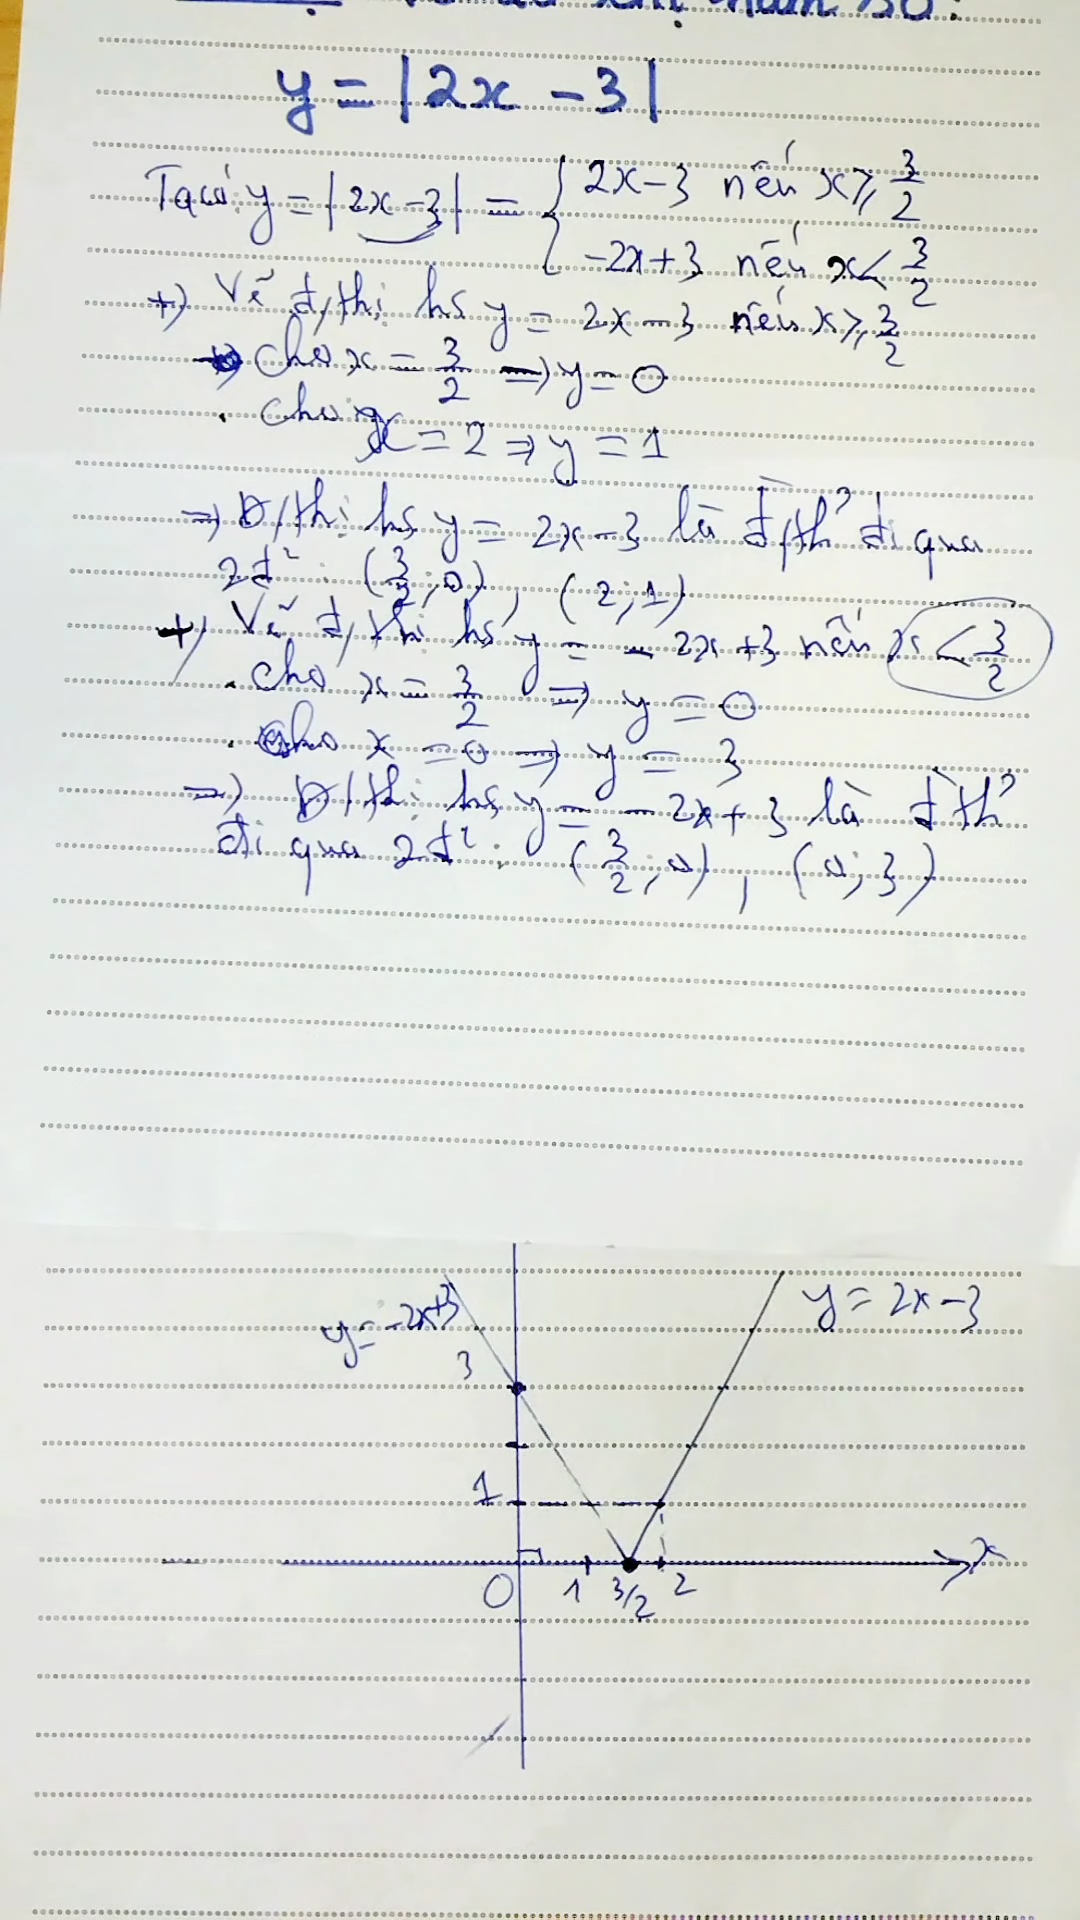 y = |2x - 3|
Ta có: y = |2x-3| = { 2x-3 nếu x ≥ 3/2
-2x+3 nếu x < 3/2
+) Vẽ đ/thị hs y = 2x-3 nếu x ≥ 3/2
cho x = 3/2 => y = 0
. cho x = 2 => y = 1
=> Đ/thị hs y = 2x-3 là đ/th² đi qua
2đ² : (3/2; 0), (2; 1)
+) Vẽ đ/thị hs y = -2x+3 nếu x < 3/2
. cho x = 3/2 => y = 0
. cho x = 0 => y = 3
=> Đ/thị hs y = -2x+3 là đth²
đi qua 2đ² : (3/2; 0), (0; 3)
y = -2x+3
y = 2x-3
3
1
x
O 1 3/2 2